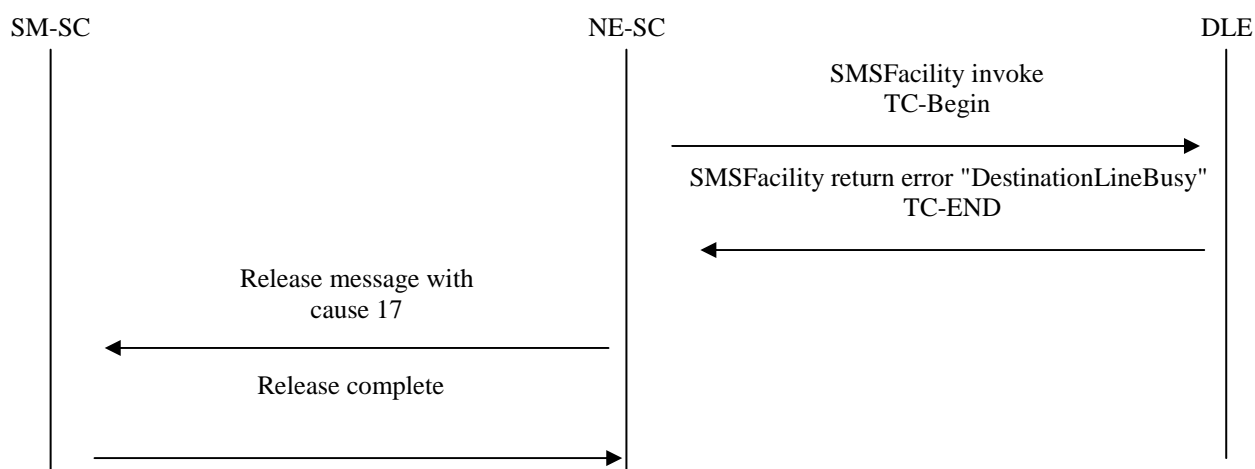 SM-SC
NE-SC
DLE
SMSFacility invoke
TC-Begin
SMSFacility return error "DestinationLineBusy"
TC-END
Release message with
cause 17
Release complete